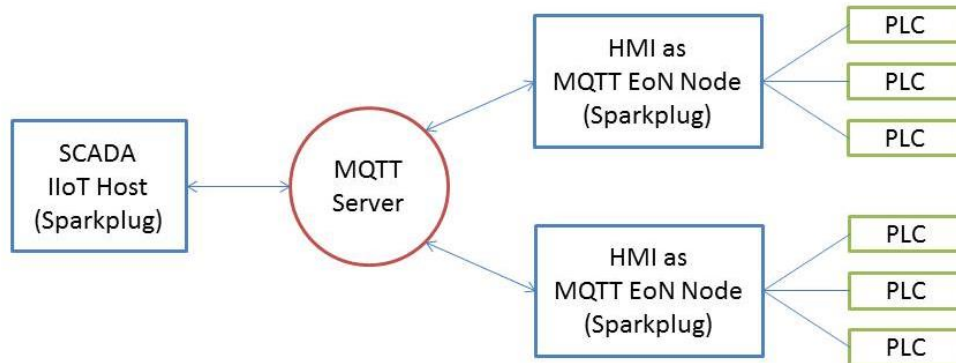 SCADA
IIoT Host
(Sparkplug)
MQTT
Server
HMI as
MQTT EoN Node
(Sparkplug)
PLC
PLC
PLC
HMI as
MQTT EoN Node
(Sparkplug)
PLC
PLC
PLC